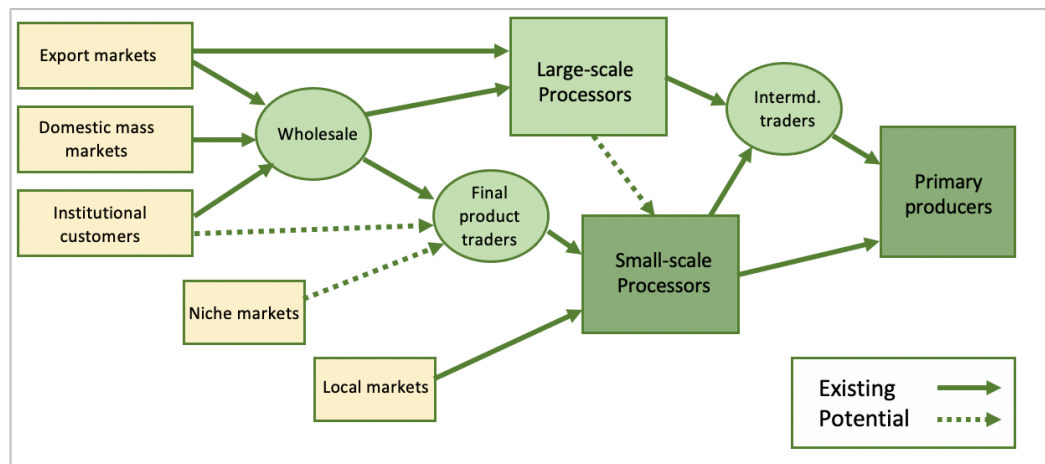 Export markets
Domestic mass
markets
Institutional
customers
Niche markets
Local markets
Wholesale
Final
product
traders
Large-scale
Processors
Small-scale
Processors
Intermd.
traders
Primary
producers
Existing
Potential